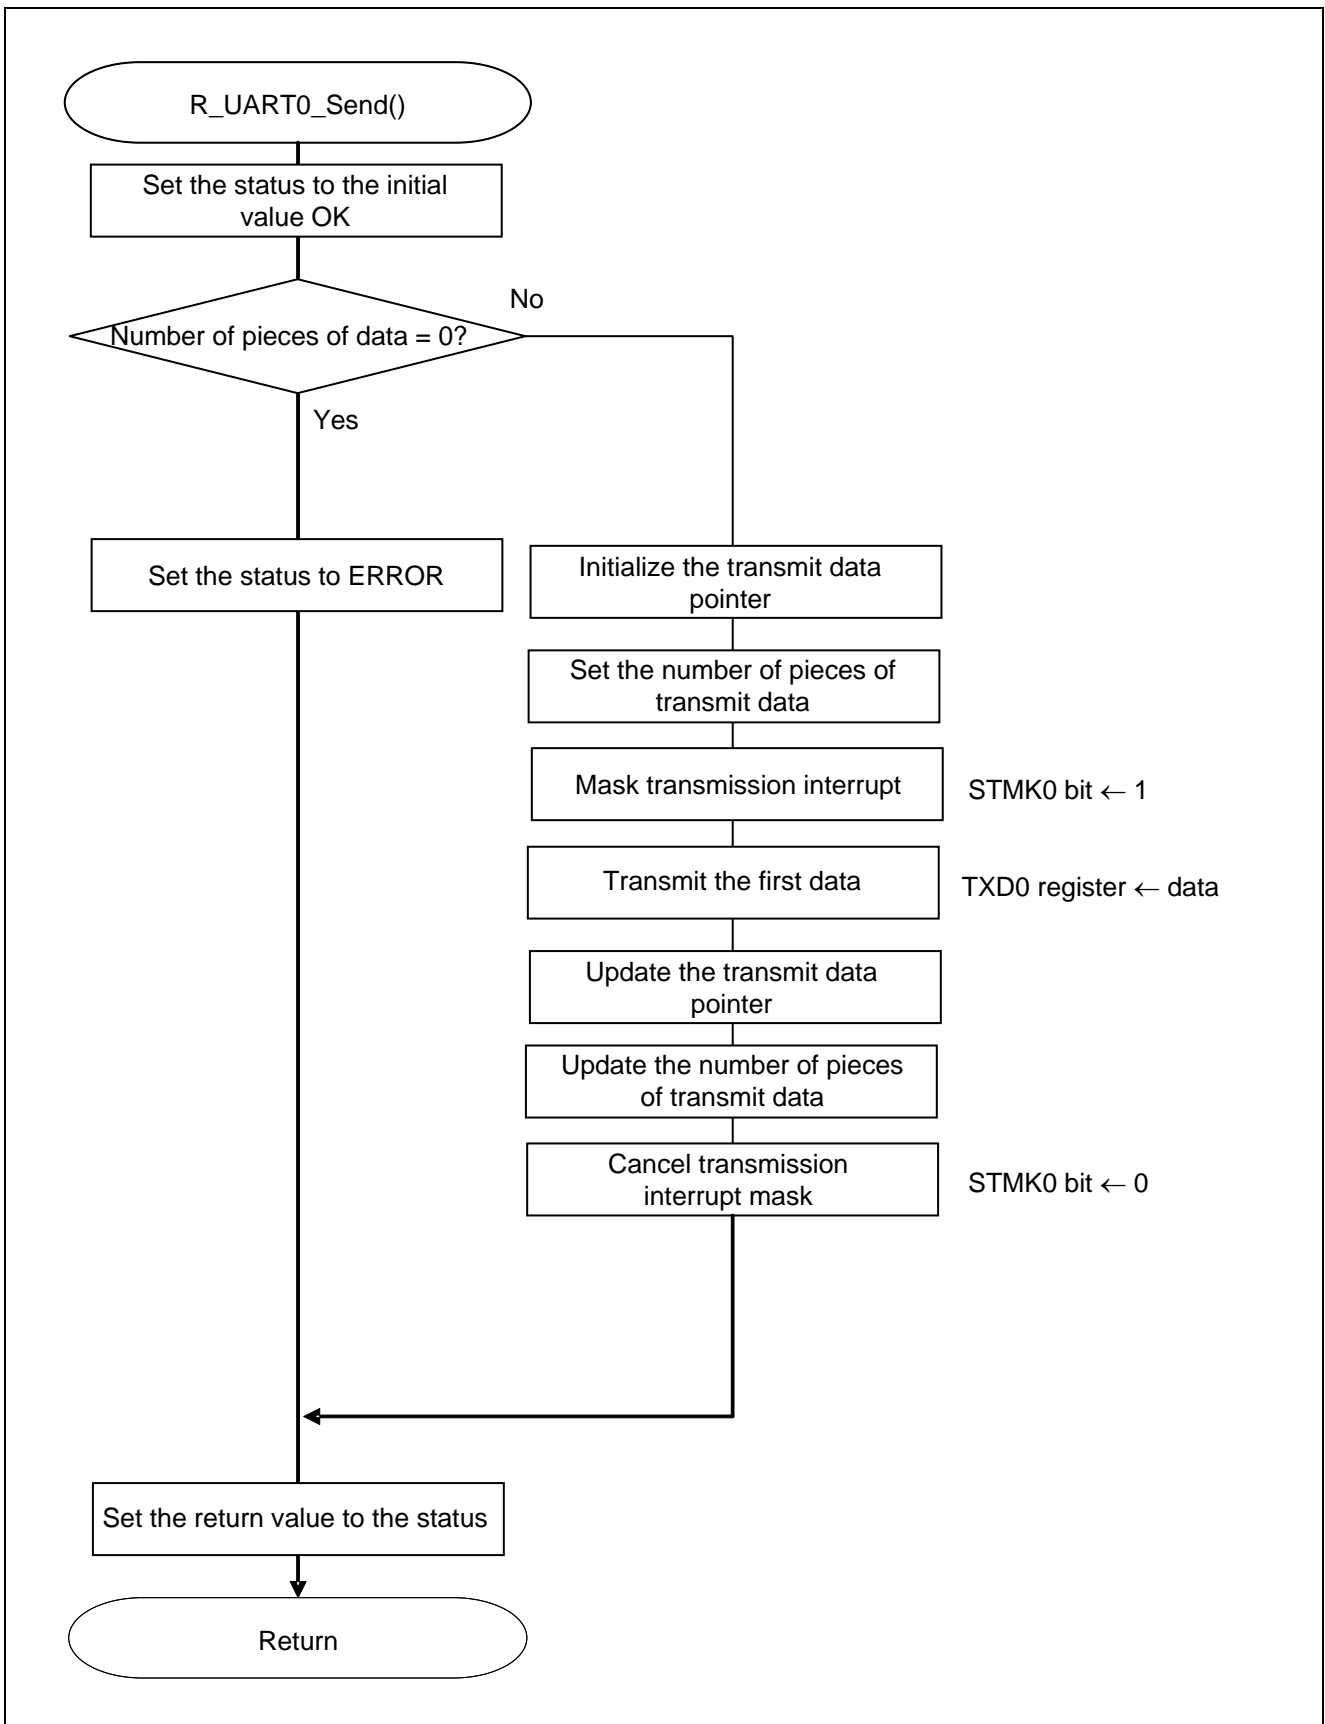 R_UART0_Send()
Set the status to the initial
value OK
No
Number of pieces of data = 0?
Yes
Set the status to ERROR
Initialize the transmit data
pointer
Set the number of pieces of
transmit data
Mask transmission interrupt
STMK0 bit ← 1
Transmit the first data
TXD0 register ← data
Update the transmit data
pointer
Update the number of pieces
of transmit data
Cancel transmission
interrupt mask
STMK0 bit ← 0
Set the return value to the status
Return